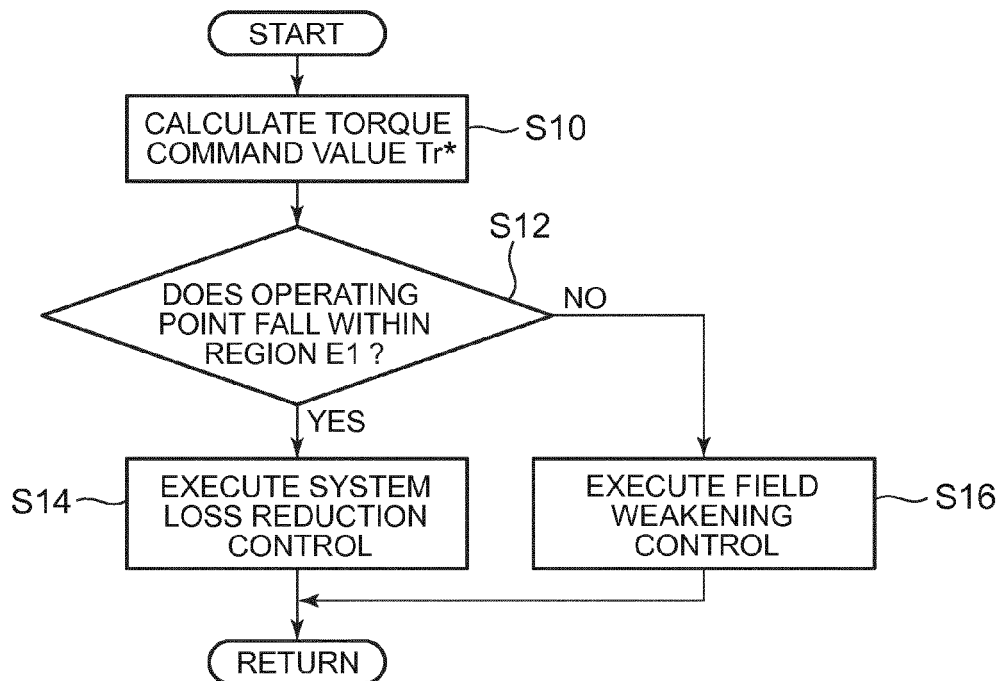 START
CALCULATE TORQUE
COMMAND VALUE Tr*
S10
S12
DOES OPERATING
POINT FALL WITHIN
REGION E1 ?
NO
YES
S14
EXECUTE SYSTEM
LOSS REDUCTION
CONTROL
EXECUTE FIELD
WEAKENING
CONTROL
S16
RETURN